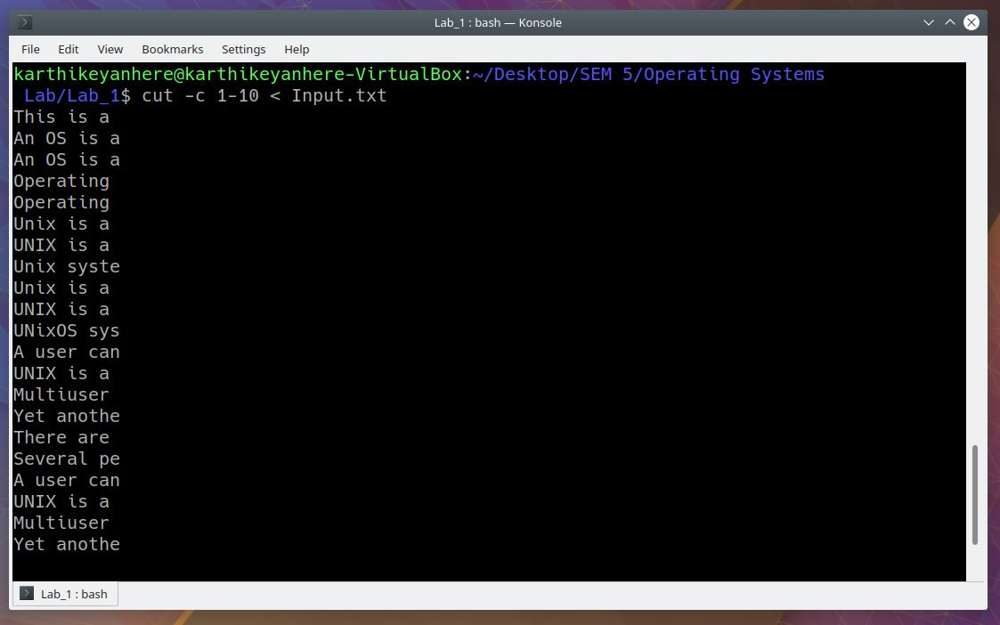 Lab_1 : bash — Konsole
File Edit View Bookmarks Settings Help
karthikeyanhere@karthikeyanhere-VirtualBox:~/Desktop/SEM 5/Operating Systems
 Lab/Lab_1$ cut -c 1-10 < Input.txt
This is a
An OS is a
An OS is a
Operating
Operating
Unix is a
UNIX is a
Unix syste
Unix is a
UNIX is a
UNixOS sys
A user can
UNIX is a
Multiuser
Yet anothe
There are
Several pe
A user can
UNIX is a
Multiuser
Yet anothe
Lab_1 : bash